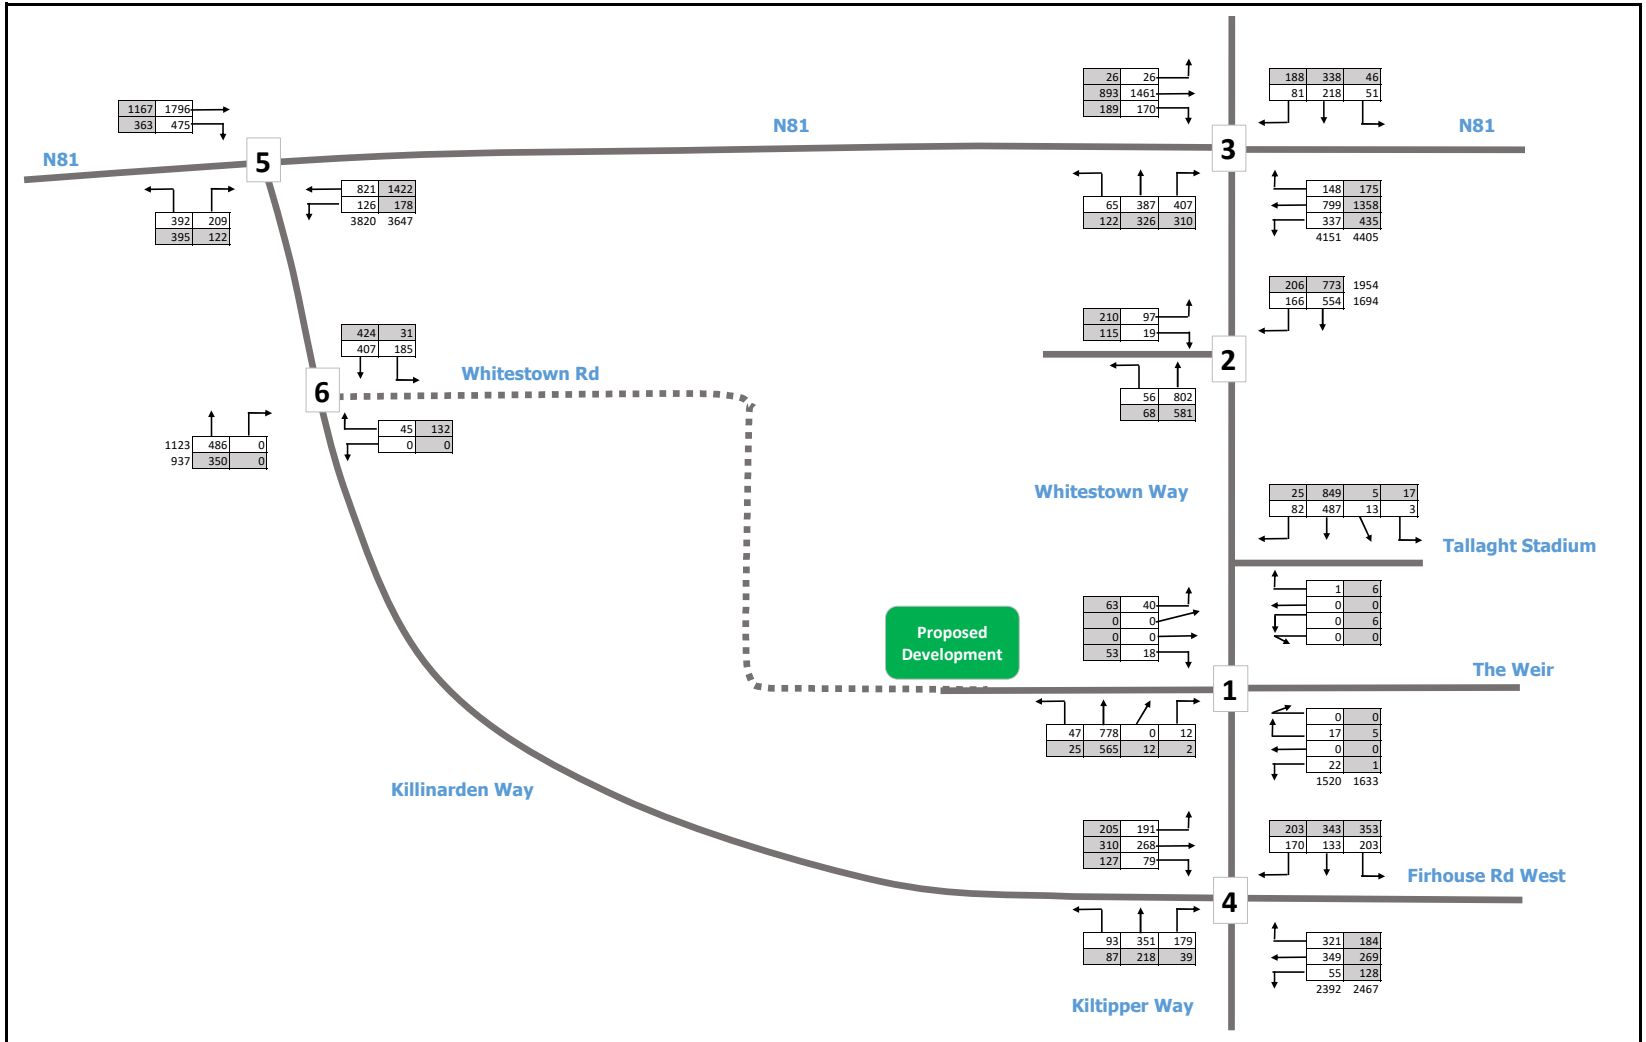 26 26
893 1461
189 170
188 338 46
81 218 51
1167 1796
363 475
N81
N81
N81
5
3
821 1422
126 178
3820 3647
392 209
395 122
65 387 407
122 326 310
148 175
799 1358
337 435
4151 4405
206 773 1954
166 554 1694
210 97
115 19
2
424 31
407 185
Whitestown Rd
6
56 802
68 581
45 132
0 0
1123 486 0
937 350 0
Whitestown Way
25 849 5 17
82 487 13 3
Tallaght Stadium
1 6
0 0
0 6
0 0
63 40
0 0
0 0
53 18
Proposed
Development
The Weir
1
47 778 0 12
25 565 12 2
0 0
17 5
0 0
22 1
1520 1633
Killinarden Way
205 191
310 268
127 79
203 343 353
170 133 203
Firhouse Rd West
4
93 351 179
87 218 39
321 184
349 269
55 128
2392 2467
Kiltipper Way